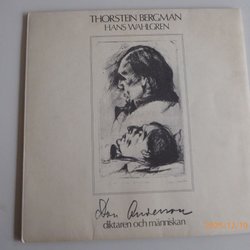 THORSTEIN BERGMAN
HANS WAHLGREN
Dan Andersson
diktaren och människan